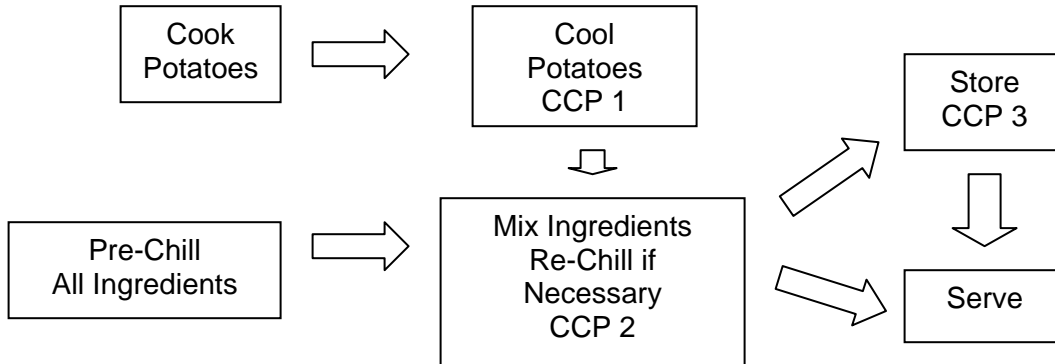 Cook
Potatoes
Cool
Potatoes
CCP 1
Store
CCP 3
Pre-Chill
All Ingredients
Mix Ingredients
Re-Chill if
Necessary
CCP 2
Serve